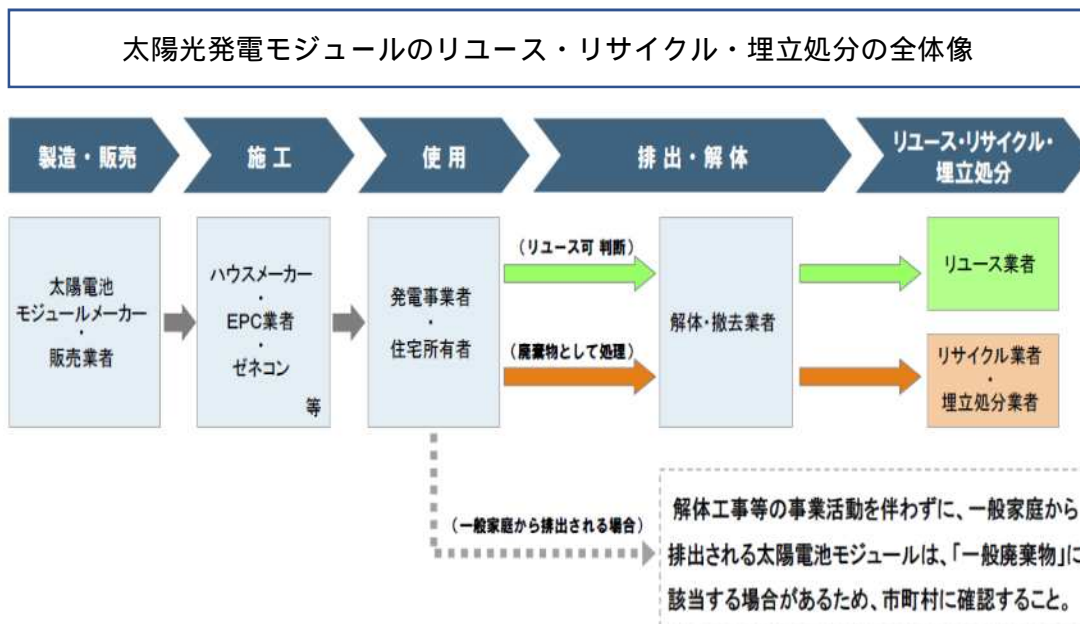 太陽光発電モジュールのリユース・リサイクル・埋立処分の全体像
製造・販売
施工
使用
排出・解体
リユース・リサイクル・
埋立処分
太陽電池
モジュールメーカー
・
販売業者
ハウスメーカー
・
EPC業者
・
ゼネコン
等
発電事業者
・
住宅所有者
(リユース可 判断)
(廃棄物として処理)
解体・撤去業者
リユース業者
リサイクル業者
・
埋立処分業者
(一般家庭から排出される場合)
解体工事等の事業活動を伴わずに、一般家庭から
排出される太陽電池モジュールは、「一般廃棄物」に
該当する場合があるため、市町村に確認すること。